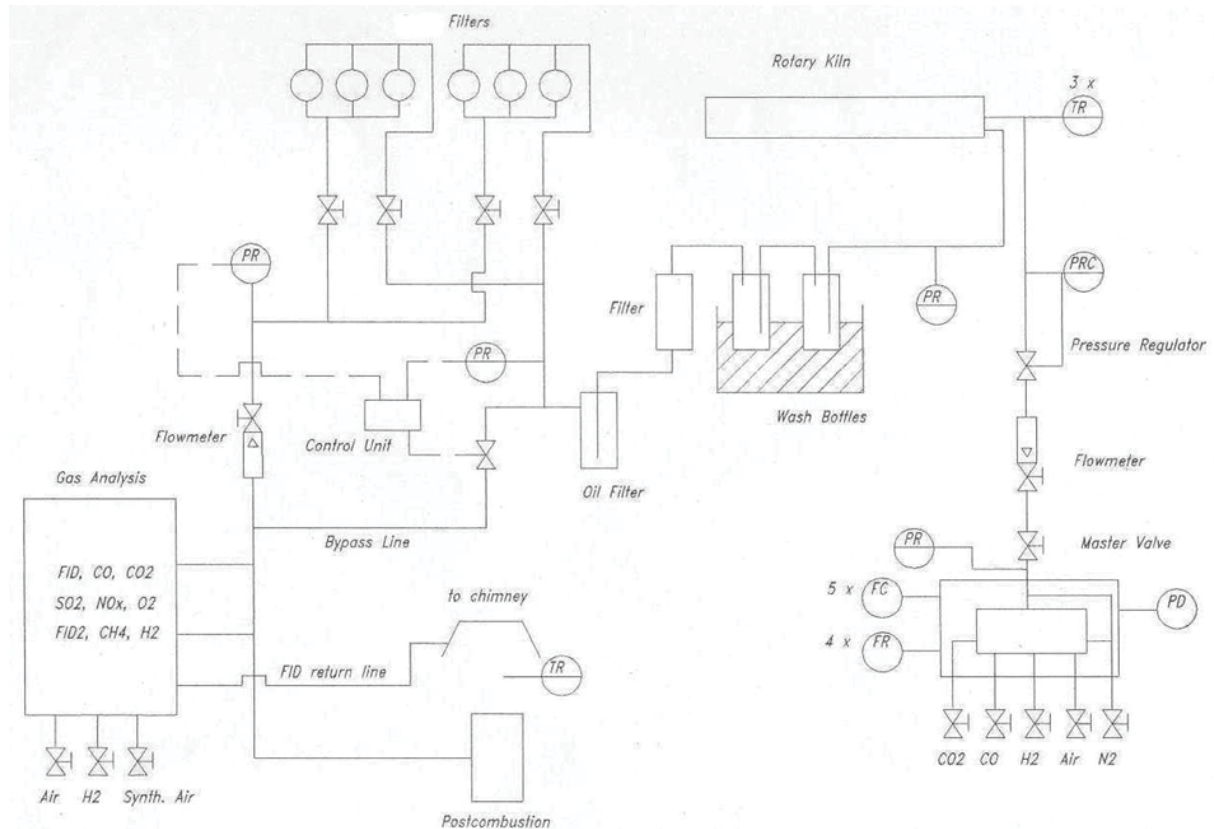 Filters
Rotary Kiln
3 x
TR
PR
PRC
PR
Filter
Pressure Regulator
PR
Wash Bottles
Flowmeter
Control Unit
Oil Filter
Flowmeter
Gas Analysis
Bypass Line
PR
Master Valve
FID, CO, CO2
SO2, NOx, O2
FID2, CH4, H2
to chimney
5 x
FC
PD
4 x
FR
FID return line
TR
CO2
CO
H2
Air
N2
Air
H2
Synth. Air
Postcombustion